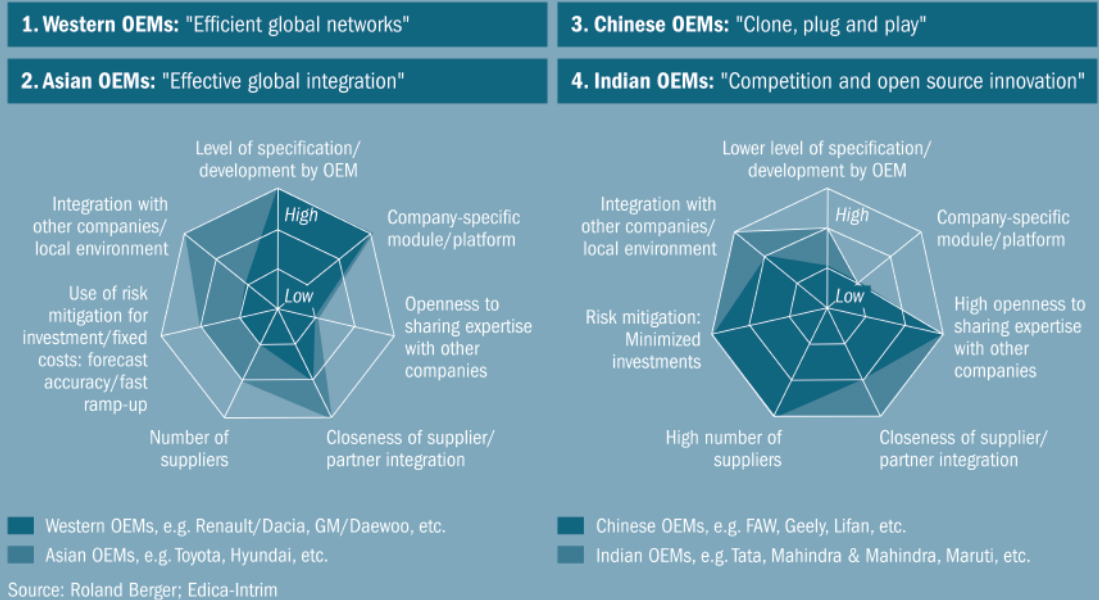 1. Western OEMs: "Efficient global networks"
2. Asian OEMs: "Effective global integration"
3. Chinese OEMs: "Clone, plug and play"
4. Indian OEMs: "Competition and open source innovation"
Level of specification/
development by OEM
High
Low
Company-specific
module/platform
Openness to
sharing expertise
with other
companies
Closeness of supplier/
partner integration
Number of
suppliers
Use of risk
mitigation for
investment/fixed
costs: forecast
accuracy/fast
ramp-up
Integration with
other companies/
local environment
Western OEMs, e.g. Renault/Dacia, GM/Daewoo, etc.
Asian OEMs, e.g. Toyota, Hyundai, etc.
Lower level of specification/
development by OEM
High
Low
Company-specific
module/platform
High openness to
sharing expertise
with other
companies
Closeness of supplier/
partner integration
High number of
suppliers
Risk mitigation:
Minimized
investments
Integration with
other companies/
local environment
Chinese OEMs, e.g. FAW, Geely, Lifan, etc.
Indian OEMs, e.g. Tata, Mahindra & Mahindra, Maruti, etc.
Source: Roland Berger; Edica-Intrim